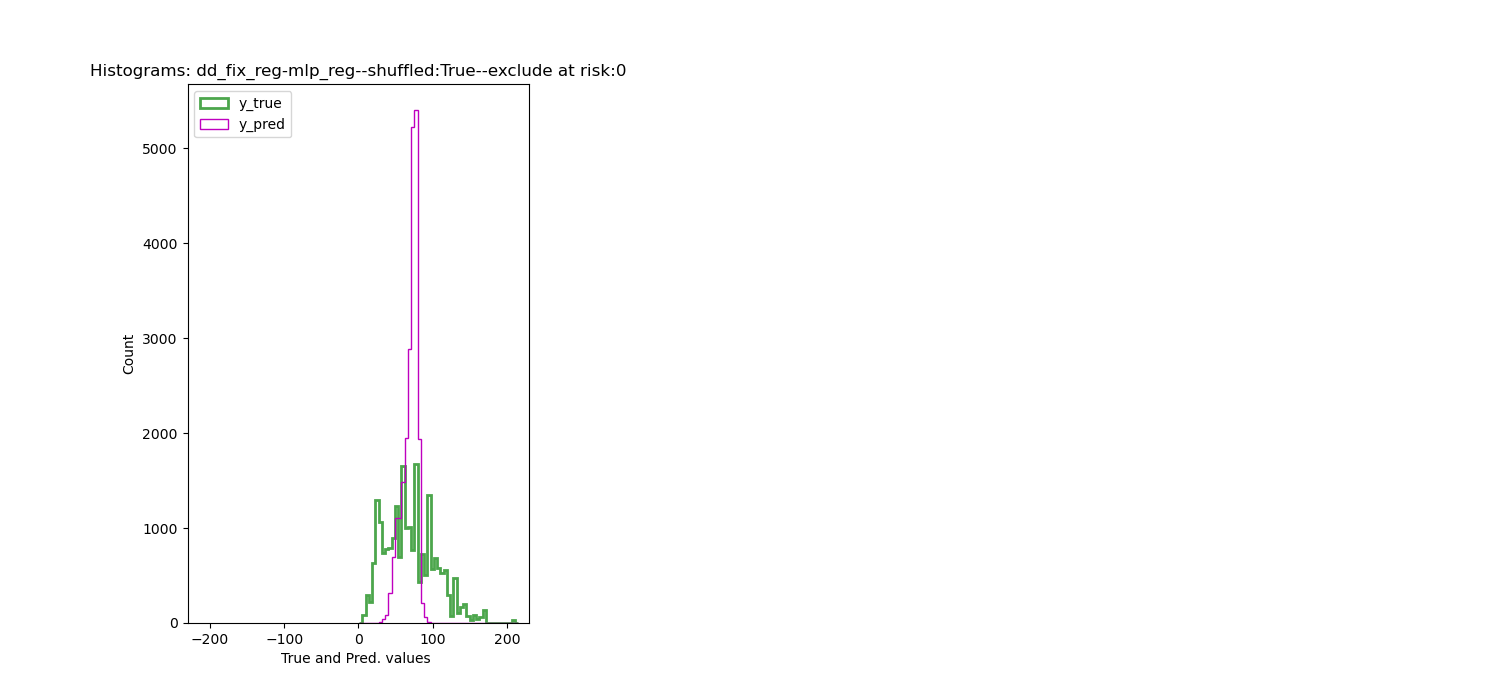 Histograms: dd_fix_reg-mlp_reg--shuffled:True--exclude at risk:0
y_true
y_pred
5000
4000
3000
2000
1000
0
Count
−200
−100
0
100
200
True and Pred. values